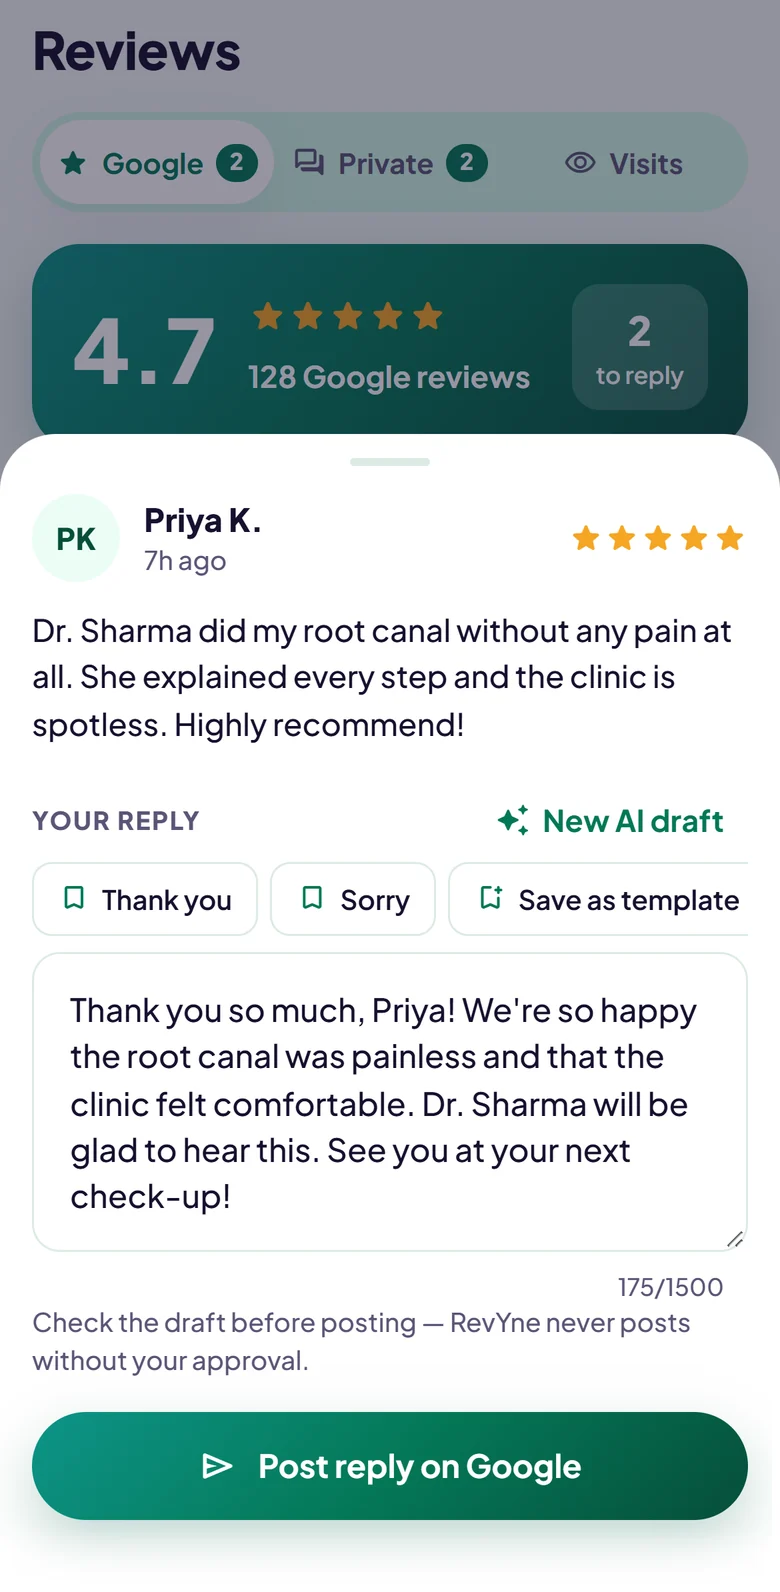 Reviews
Google 2 Private 2 Visits
4.7
128 Google reviews
2
to reply
PK
Priya K.
7h ago
Dr. Sharma did my root canal without any pain at
all. She explained every step and the clinic is
spotless. Highly recommend!
YOUR REPLY
New AI draft
Thank you
Sorry
Save as template
Thank you so much, Priya! We're so happy
the root canal was painless and that the
clinic felt comfortable. Dr. Sharma will be
glad to hear this. See you at your next
check-up!
175/1500
Check the draft before posting — RevYne never posts
without your approval.
Post reply on Google